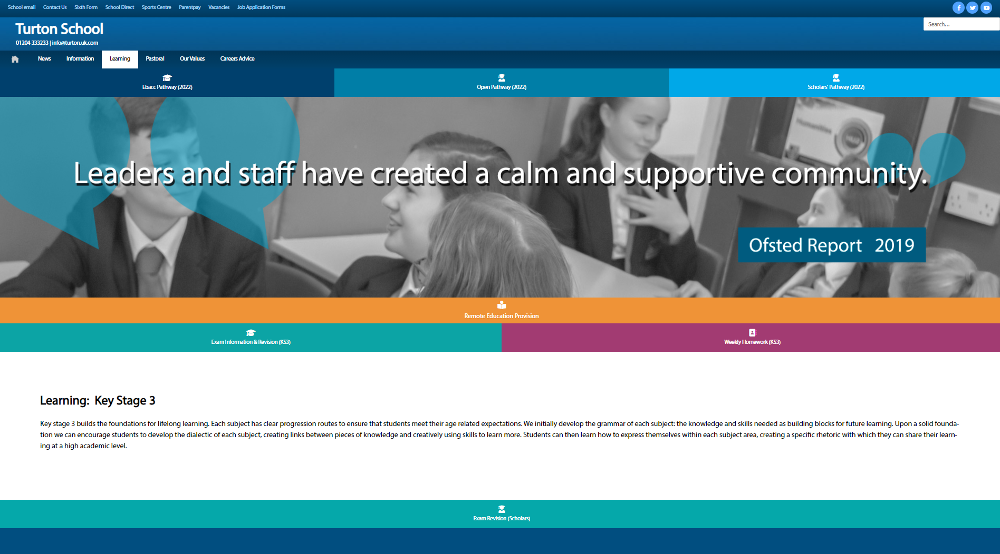 School email Contact Us Sixth Form School Direct Sports Centre Parentpay Vacancies Job Application Forms
Turton School
Search...
01204 333233 | info@turton.uk.com
News Information Learning Pastoral Our Values Careers Advice
Ebacc Pathway (2022) Open Pathway (2022) Scholars' Pathway (2022)
Humanities
Leaders and staff have created a calm and supportive community.
Ofsted Report 2019
Remote Education Provision
Exam Information & Revision (KS3) Weekly Homework (KS3)
Learning: Key Stage 3
Key stage 3 builds the foundations for lifelong learning. Each subject has clear progression routes to ensure that students meet their age related expectations. We initially develop the grammar of each subject: the knowledge and skills needed as building blocks for future learning. Upon a solid founda-
tion we can encourage students to develop the dialectic of each subject, creating links between pieces of knowledge and creatively using skills to learn more. Students can then learn how to express themselves within each subject area, creating a specific rhetoric with which they can share their learn-
ing at a high academic level.
Exam Revision (Scholars)